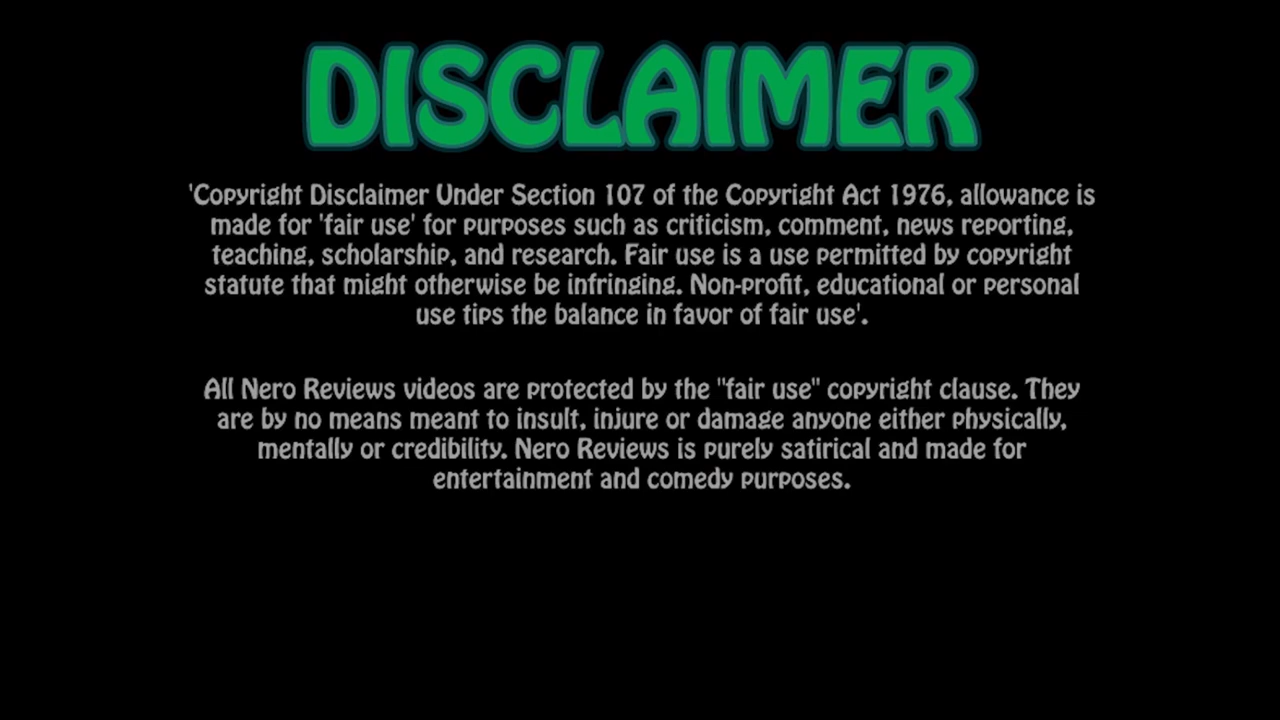 DISCLAIMER
'Copyright Disclaimer Under Section 107 of the Copyright Act 1976, allowance is
made for 'fair use' for purposes such as criticism, comment, news reporting,
teaching, scholarship, and research. Fair use is a use permitted by copyright
statute that might otherwise be infringing. Non-profit, educational or personal
use tips the balance in favor of fair use'.
All Nero Reviews videos are protected by the "fair use" copyright clause. They
are by no means meant to insult, injure or damage anyone either physically,
mentally or credibility. Nero Reviews is purely satirical and made for
entertainment and comedy purposes.